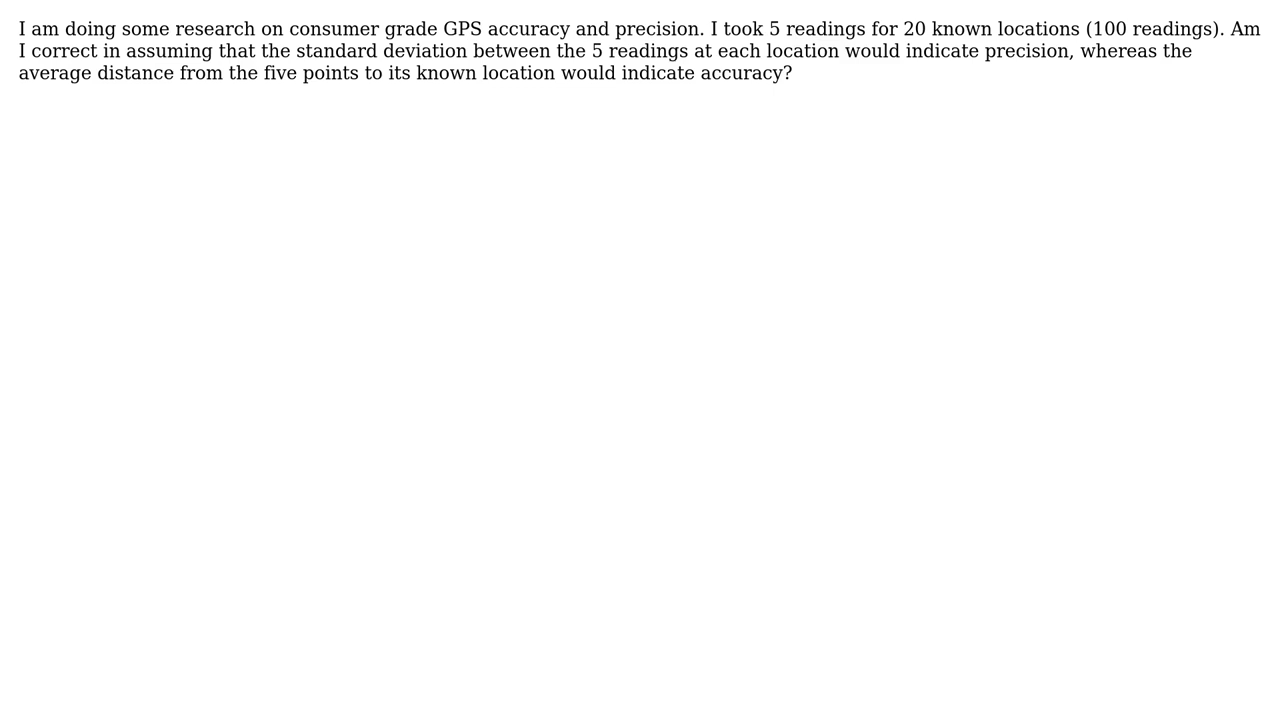 I am doing some research on consumer grade GPS accuracy and precision. I took 5 readings for 20 known locations (100 readings). Am
I correct in assuming that the standard deviation between the 5 readings at each location would indicate precision, whereas the
average distance from the five points to its known location would indicate accuracy?